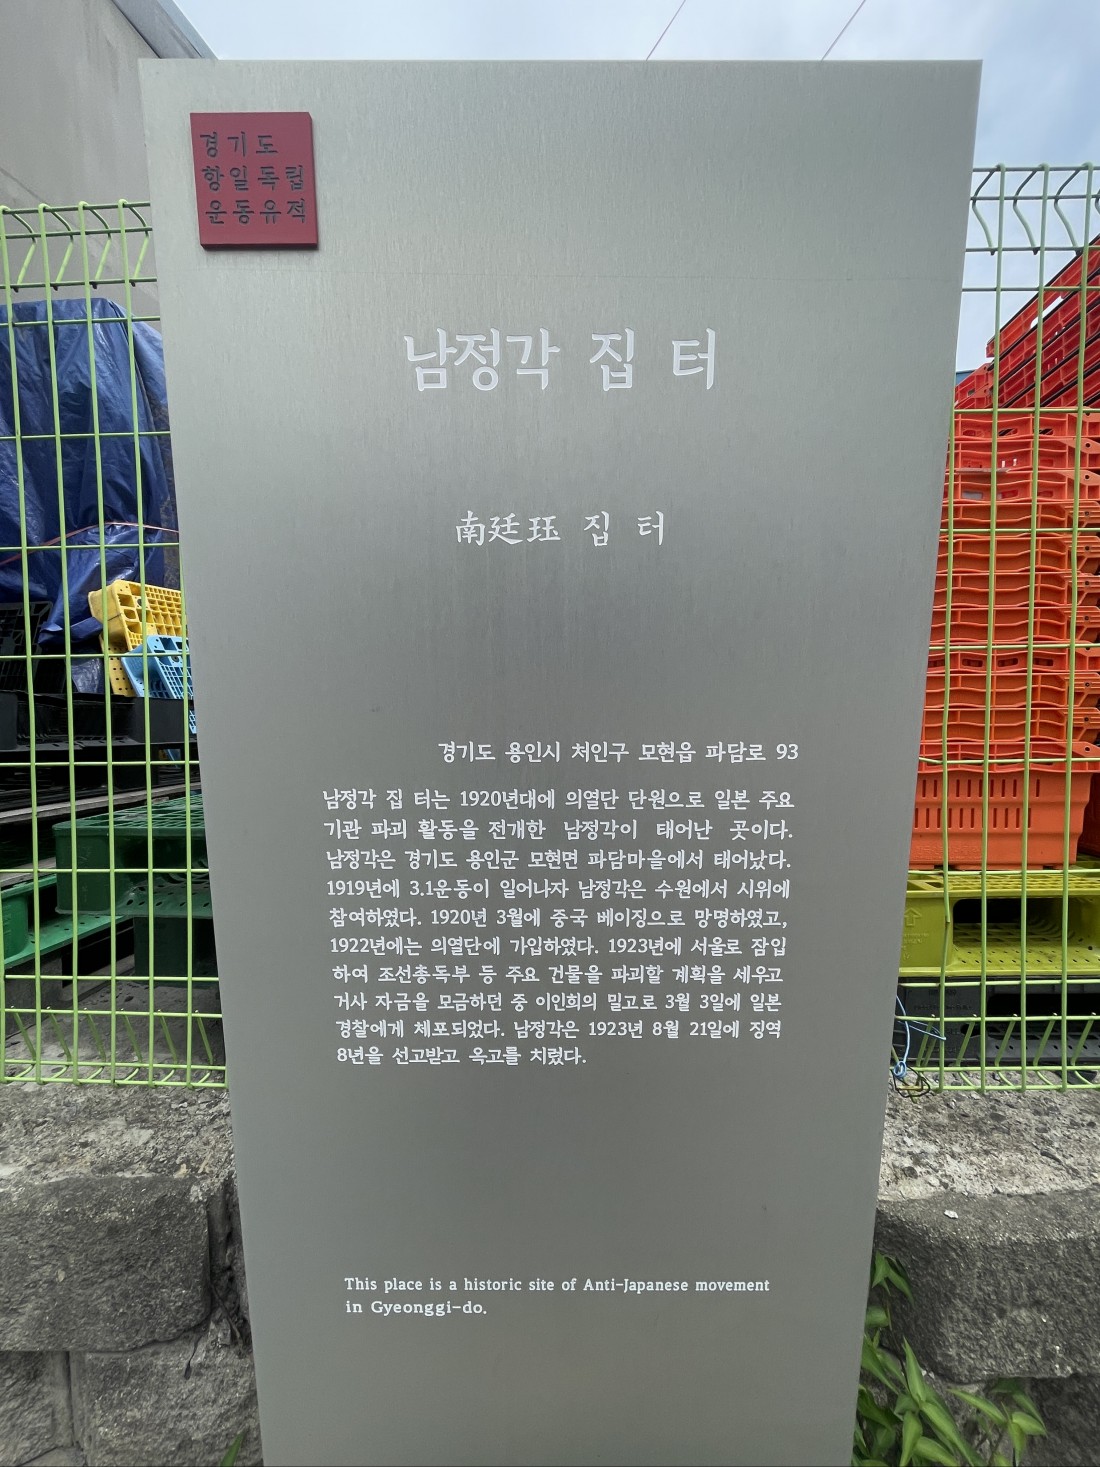 경기도
항일독립
운동유적
남정각 집 터
南廷珏 집 터
경기도 용인시 처인구 모현읍 파담로 93
남정각 집 터는 1920년대에 의열단 단원으로 일본 주요
기관 파괴 활동을 전개한 남정각이 태어난 곳이다.
남정각은 경기도 용인군 모현면 파담마을에서 태어났다.
1919년에 3.1운동이 일어나자 남정각은 수원에서 시위에
참여하였다. 1920년 3월에 중국 베이징으로 망명하였고,
1922년에는 의열단에 가입하였다. 1923년에 서울로 잠입
하여 조선총독부 등 주요 건물을 파괴할 계획을 세우고
거사 자금을 모금하던 중 이인희의 밀고로 3월 3일에 일본
경찰에게 체포되었다. 남정각은 1923년 8월 21일에 징역
8년을 선고받고 옥고를 치렀다.
This place is a historic site of Anti-Japanese movement
in Gyeonggi-do.